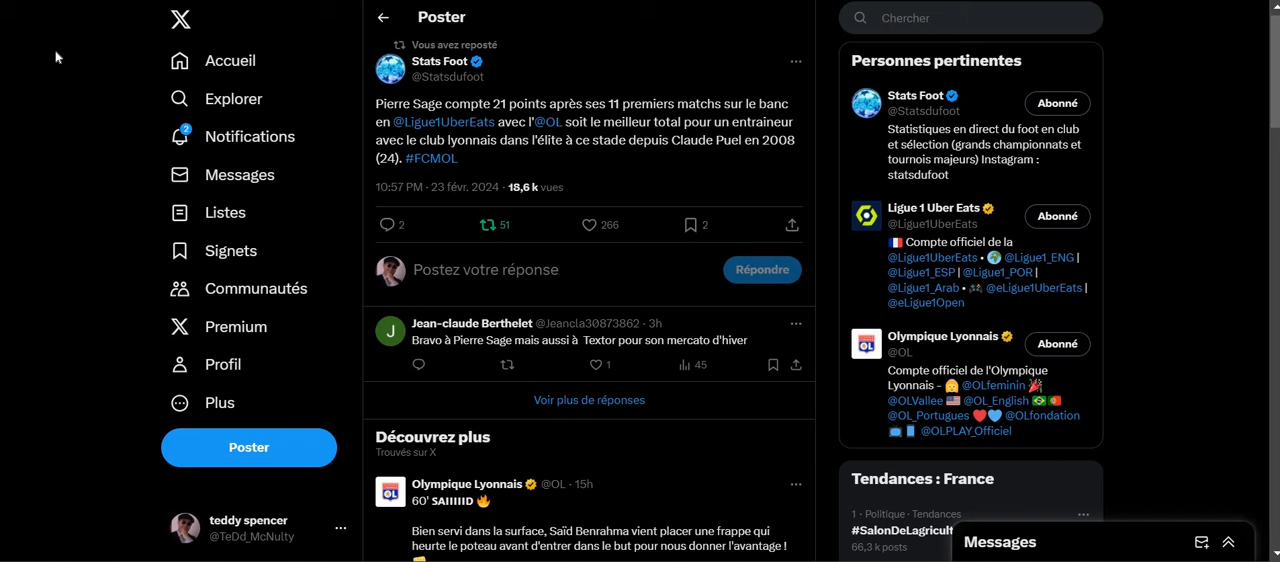 Accueil
Explorer
2
Notifications
Messages
Listes
Signets
Communautés
Premium
Profil
Plus
Poster
teddy spencer
@TeDd_McNulty
Poster
Vous avez reposté
Stats Foot
@Statsdufoot
Pierre Sage compte 21 points après ses 11 premiers matchs sur le banc
en @Ligue1UberEats avec l'@OL soit le meilleur total pour un entraineur
avec le club lyonnais dans l'élite à ce stade depuis Claude Puel en 2008
(24). #FCMOL
10:57 PM · 23 févr. 2024 · 18,6 k vues
2 51 266 2
Postez votre réponse
Répondre
J
Jean-claude Berthelet @Jeancla30873862 · 3h
Bravo à Pierre Sage mais aussi à Textor pour son mercato d'hiver
1 45
Voir plus de réponses
Découvrez plus
Trouvés sur X
Olympique Lyonnais @OL · 15h
60' SAIIIIID 🔥
Bien servi dans la surface, Saïd Benrahma vient placer une frappe qui
heurte le poteau avant d'entrer dans le but pour nous donner l'avantage !
Chercher
Personnes pertinentes
Stats Foot
@Statsdufoot
Abonné
Statistiques en direct du foot en club
et sélection (grands championnats et
tournois majeurs) Instagram :
statsdufoot
Ligue 1 Uber Eats
@Ligue1UberEats
Abonné
🇫🇷 Compte officiel de la
@Ligue1UberEats • 🌍 @Ligue1_ENG |
@Ligue1_ESP | @Ligue1_POR |
@Ligue1_Arab • 🎮 @eLigue1UberEats |
@eLigue1Open
Olympique Lyonnais
@OL
Abonné
Compte officiel de l'Olympique
Lyonnais - 👩 @OLfeminin 🎉
@OLVallee 🇺🇸 @OL_English 🇧🇷🇵🇹
@OL_Portugues ❤️💙 @OLfondation
📺 📱 @OLPLAY_Officiel
Tendances : France
1 · Politique · Tendances
#SalonDeLagricult
66,3 k posts
Messages